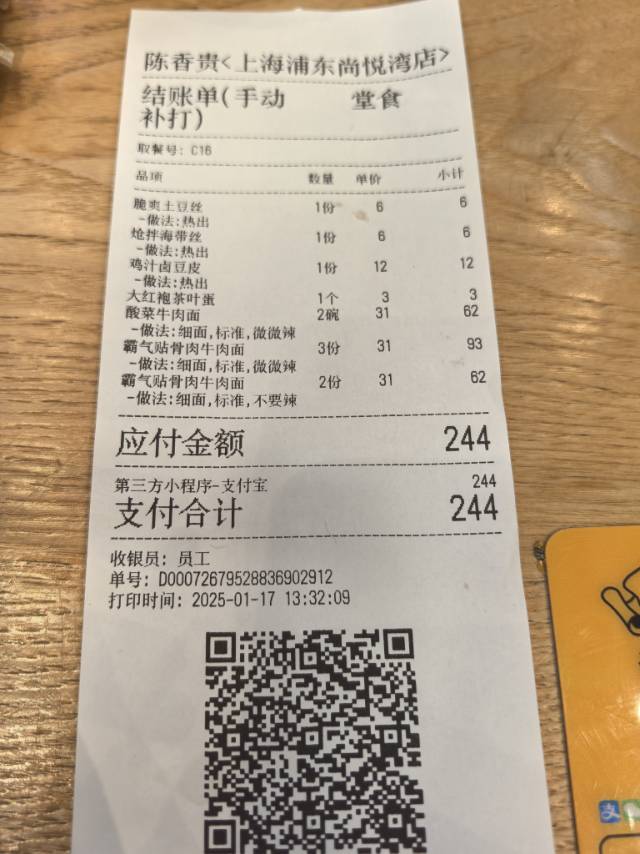 陈香贵<上海浦东尚悦湾店>
结账单(手动 堂食
补打)
取餐号: C16
品项 数量 单价 小计
脆爽土豆丝 1份 6 6
-做法:热出
炝拌海带丝 1份 6 6
-做法:热出
鸡汁卤豆皮 1份 12 12
-做法:热出
大红袍茶叶蛋 1个 3 3
酸菜牛肉面 2碗 31 62
-做法:细面,标准,微微辣
霸气贴骨肉牛肉面 3份 31 93
-做法:细面,标准,微微辣
霸气贴骨肉牛肉面 2份 31 62
-做法:细面,标准,不要辣
应付金额 244
第三方小程序-支付宝 244
支付合计 244
收银员: 员工
单号: D00072679528836902912
打印时间: 2025-01-17 13:32:09
支